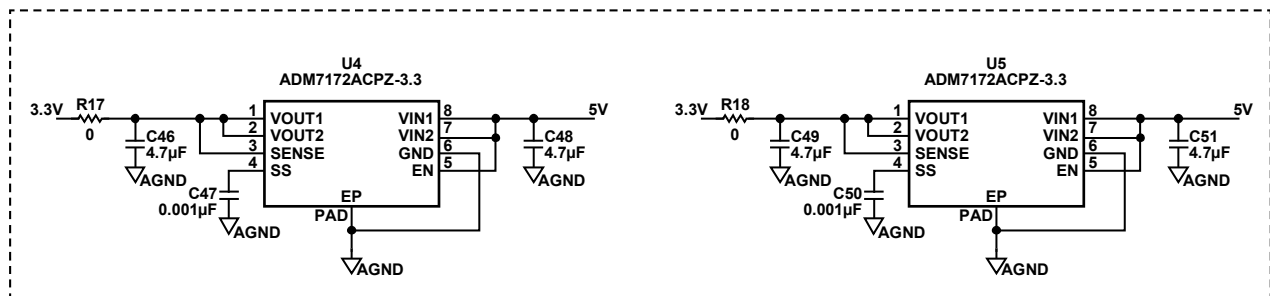 U4
ADM7172ACPZ-3.3
3.3V
R17
0
C46
4.7µF
AGND
C47
0.001µF
AGND
1
VOUT1
2
VOUT2
3
SENSE
4
SS
VIN1
8
VIN2
7
GND
6
EN
5
EP
PAD
AGND
5V
C48
4.7µF
AGND
U5
ADM7172ACPZ-3.3
3.3V
R18
0
C49
4.7µF
AGND
C50
0.001µF
AGND
1
VOUT1
2
VOUT2
3
SENSE
4
SS
VIN1
8
VIN2
7
GND
6
EN
5
EP
PAD
AGND
5V
C51
4.7µF
AGND